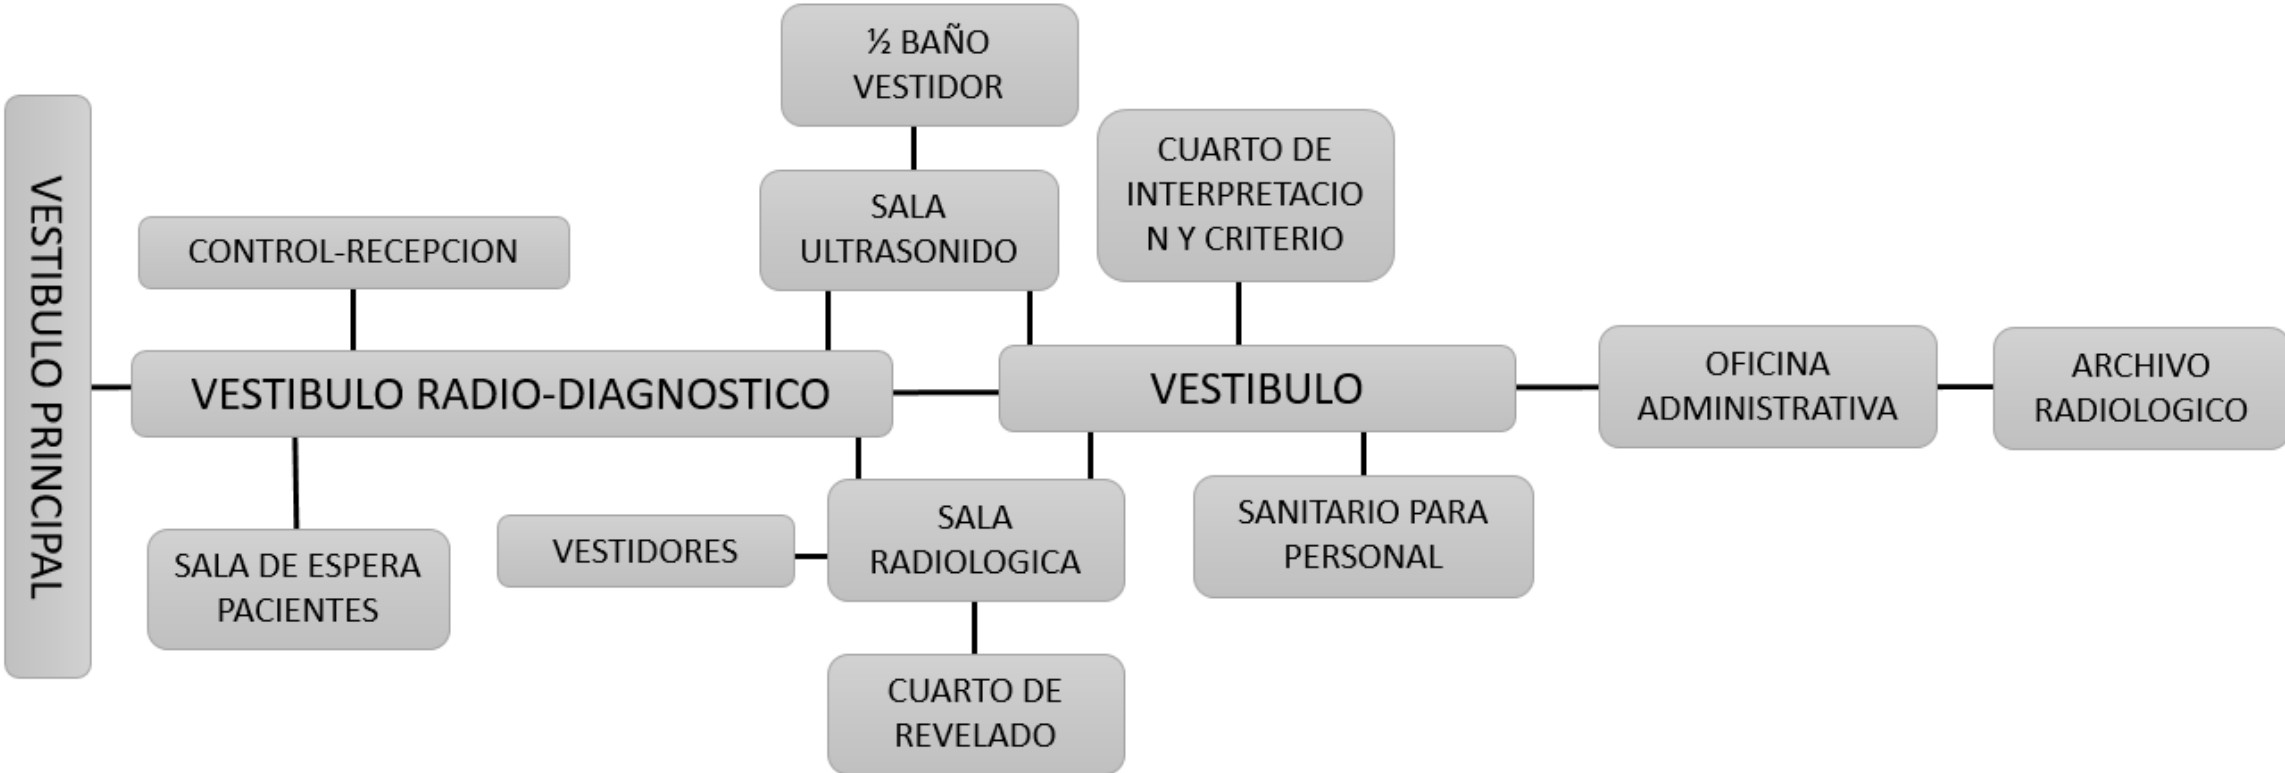 VESTIBULO PRINCIPAL
CONTROL-RECEPCION
VESTIBULO RADIO-DIAGNOSTICO
SALA DE ESPERA
PACIENTES
½ BAÑO
VESTIDOR
SALA
ULTRASONIDO
VESTIDORES
SALA
RADIOLOGICA
CUARTO DE
REVELADO
CUARTO DE
INTERPRETACIO
N Y CRITERIO
VESTIBULO
SANITARIO PARA
PERSONAL
OFICINA
ADMINISTRATIVA
ARCHIVO
RADIOLOGICO